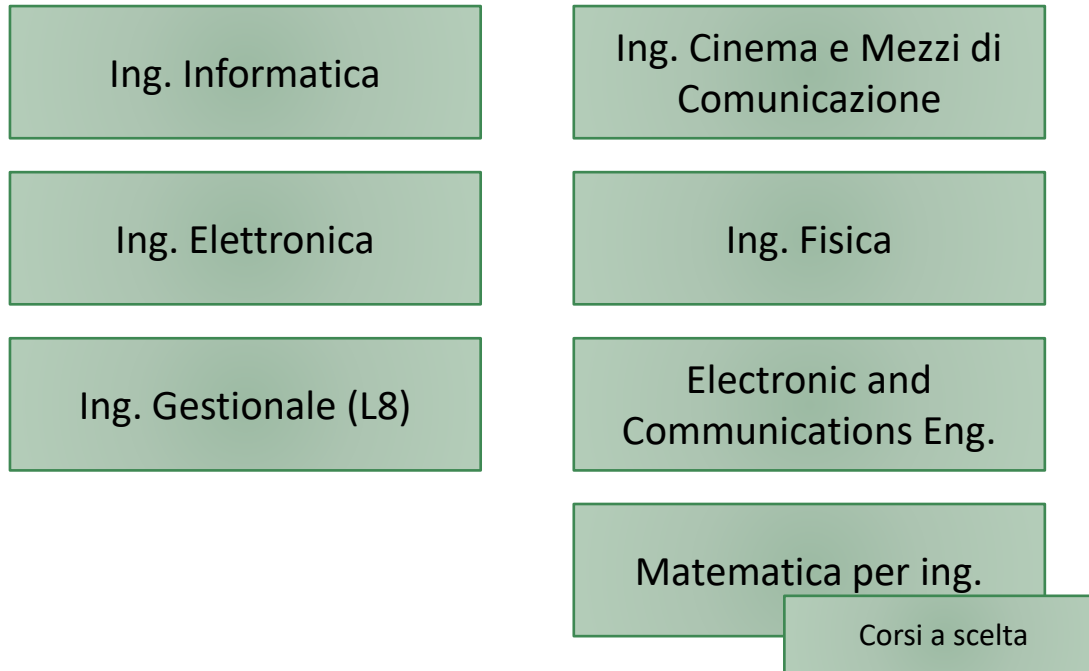 Ing. Informatica
Ing. Cinema e Mezzi di
Comunicazione
Ing. Elettronica
Ing. Fisica
Ing. Gestionale (L8)
Electronic and
Communications Eng.
Matematica per ing.
Corsi a scelta